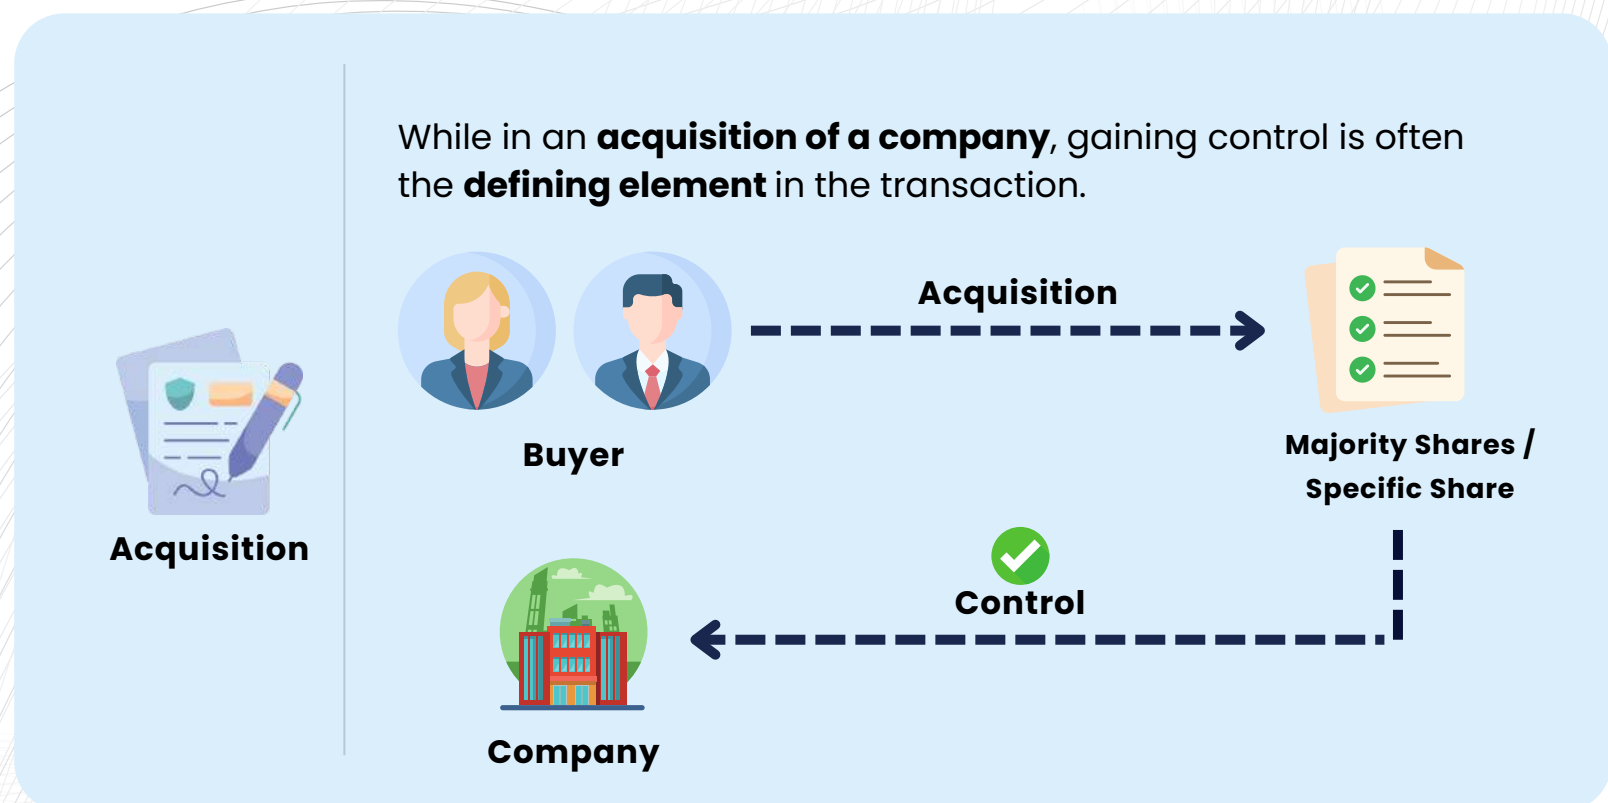 While in an acquisition of a company, gaining control is often
the defining element in the transaction.
Acquisition
Buyer
Majority Shares /
Specific Share
Acquisition
Control
Company